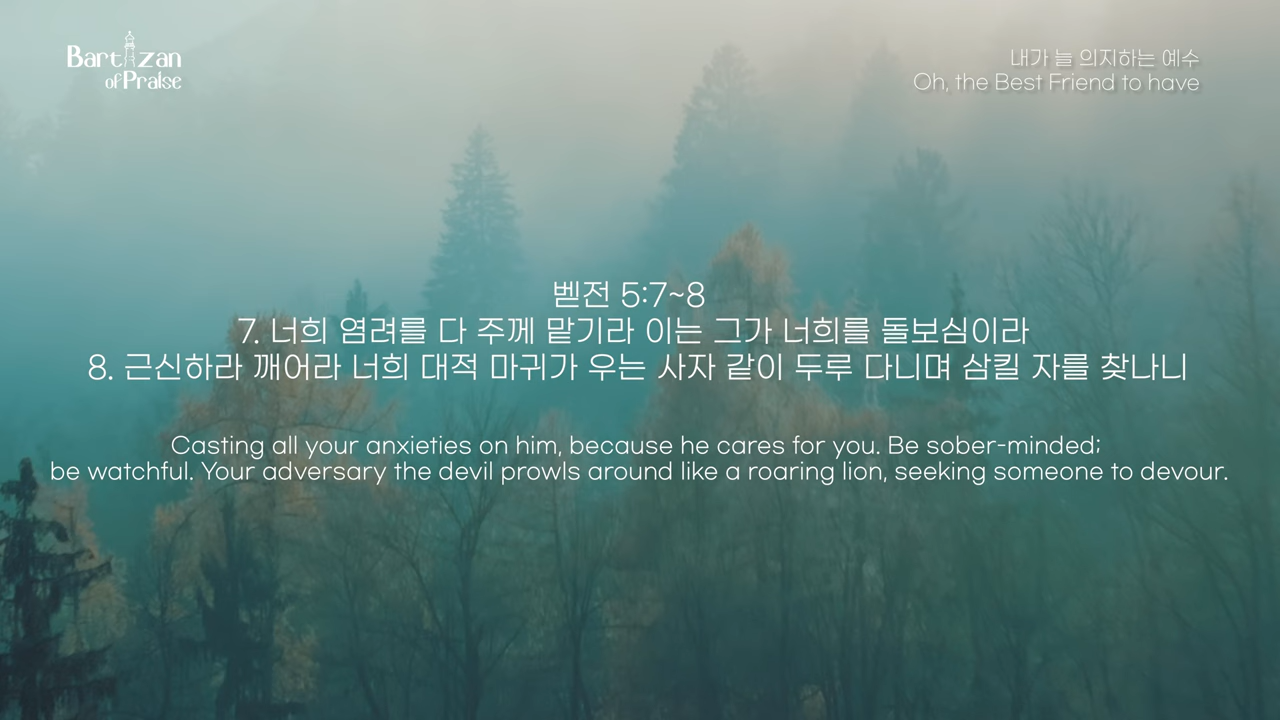 Bartizan
of Praise
내가 늘 의지하는 예수
Oh, the Best Friend to have
벧전 5:7~8
7. 너희 염려를 다 주께 맡기라 이는 그가 너희를 돌보심이라
8. 근신하라 깨어라 너희 대적 마귀가 우는 사자 같이 두루 다니며 삼킬 자를 찾나니
Casting all your anxieties on him, because he cares for you. Be sober-minded;
be watchful. Your adversary the devil prowls around like a roaring lion, seeking someone to devour.